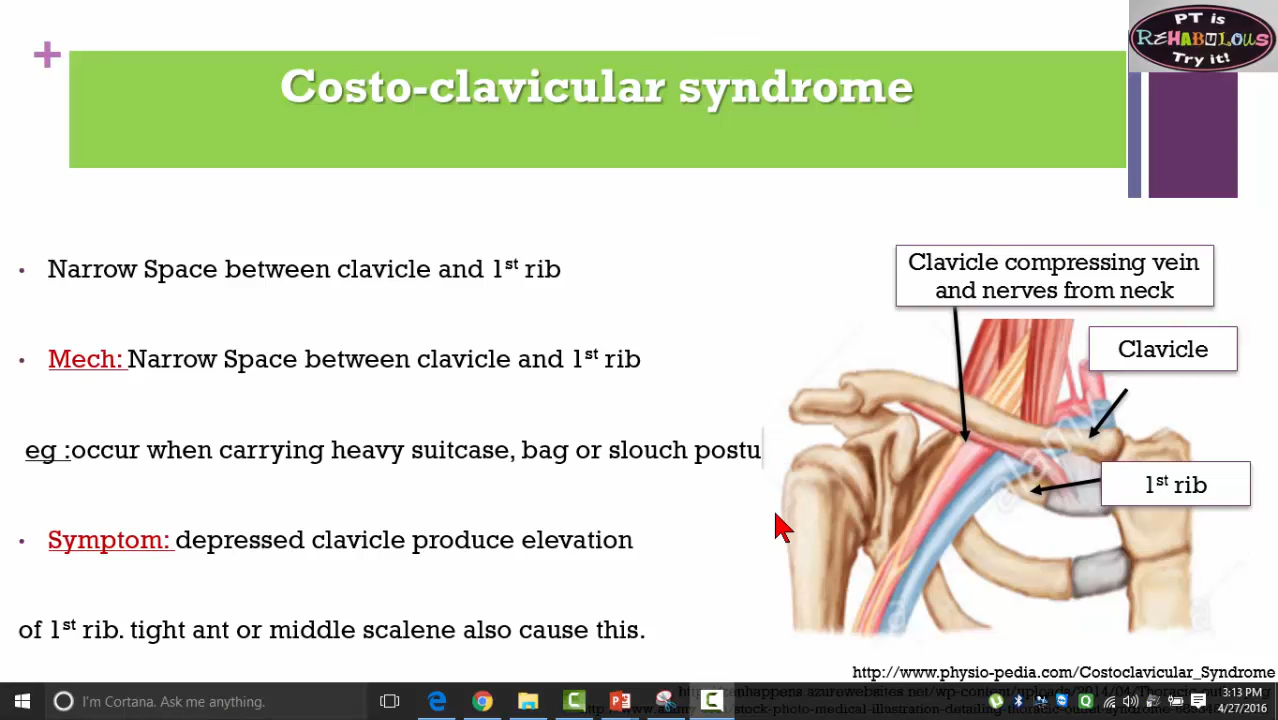 PT is
REHABULOUS
Try it!
+
Costo-clavicular syndrome
• Narrow Space between clavicle and 1st rib
• Mech: Narrow Space between clavicle and 1st rib
eg :occur when carrying heavy suitcase, bag or slouch postu
• Symptom: depressed clavicle produce elevation
of 1st rib. tight ant or middle scalene also cause this.
Clavicle compressing vein
and nerves from neck
Clavicle
1st rib
http://www.physio-pedia.com/Costoclavicular_Syndrome
I'm Cortana. Ask me anything.
3:13 PM
4/27/2016